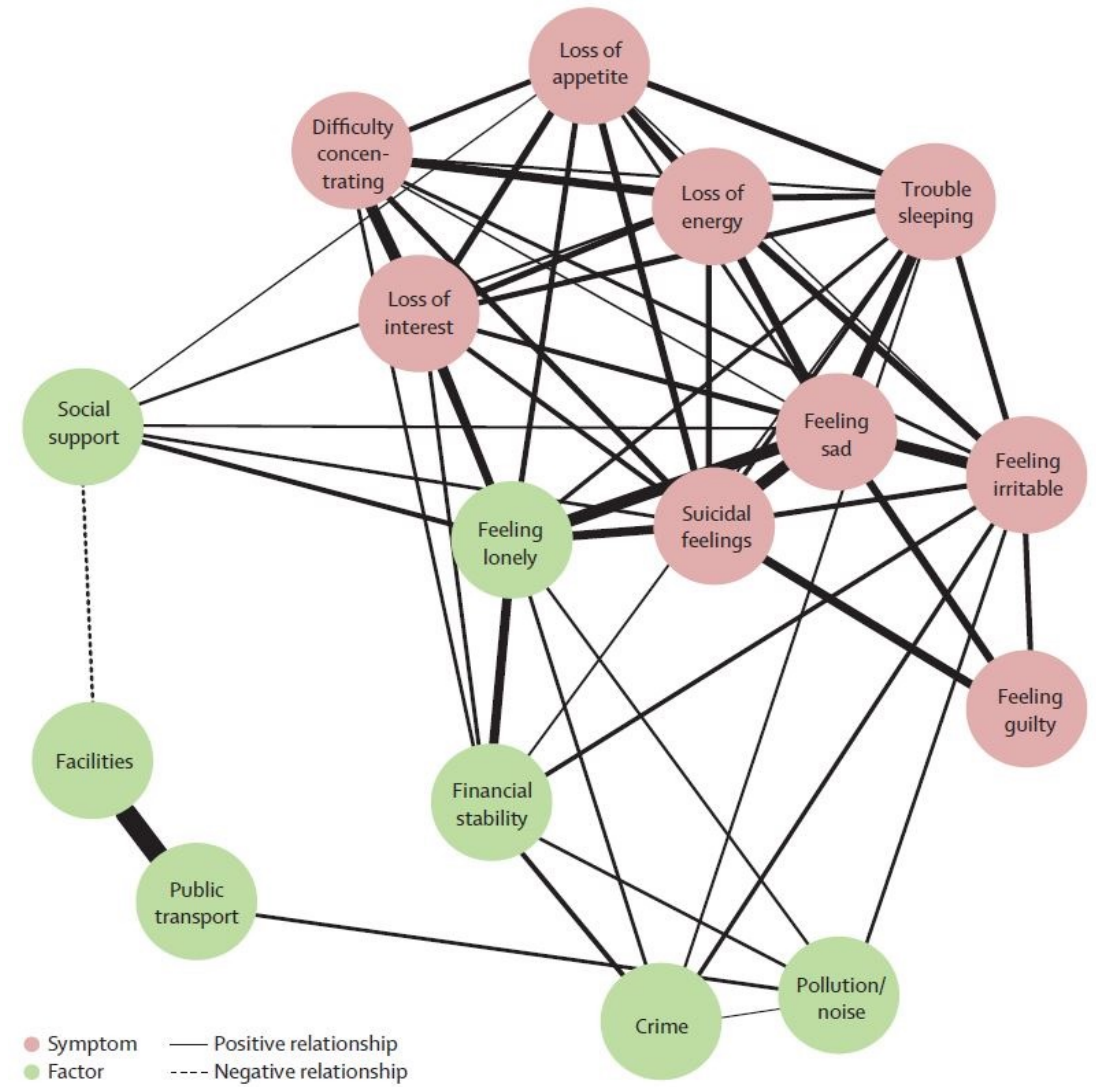 Loss of
appetite
Difficulty
concen-
trating
Loss of
energy
Trouble
sleeping
Loss of
interest
Social
support
Feeling
sad
Feeling
irritable
Feeling
lonely
Suicidal
feelings
Feeling
guilty
Facilities
Financial
stability
Public
transport
Pollution/
noise
Crime
Symptom
Positive relationship
Factor
Negative relationship